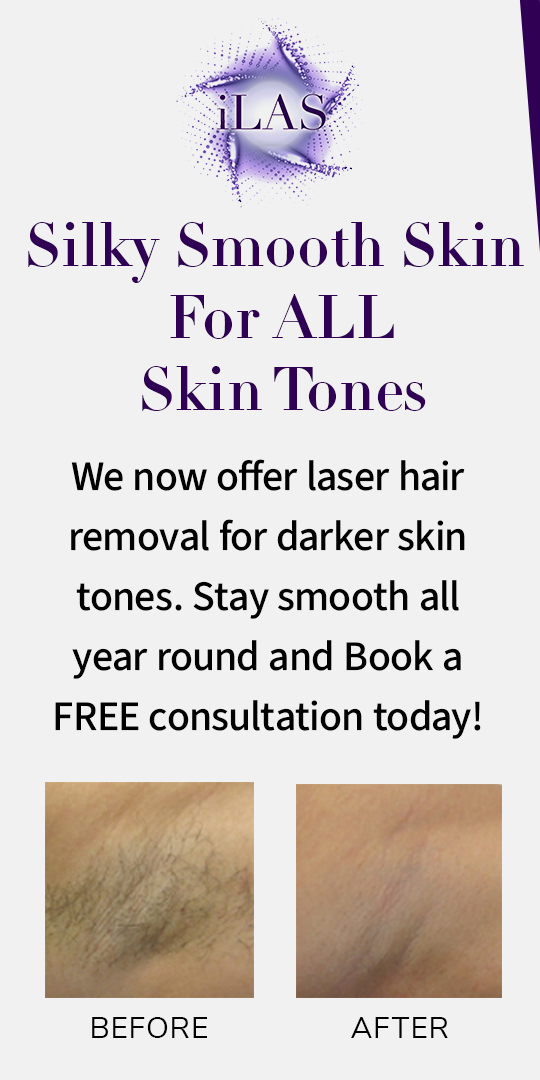 iLAS
Silky Smooth Skin
For ALL
Skin Tones
We now offer laser hair
removal for darker skin
tones. Stay smooth all
year round and Book a
FREE consultation today!
BEFORE
AFTER